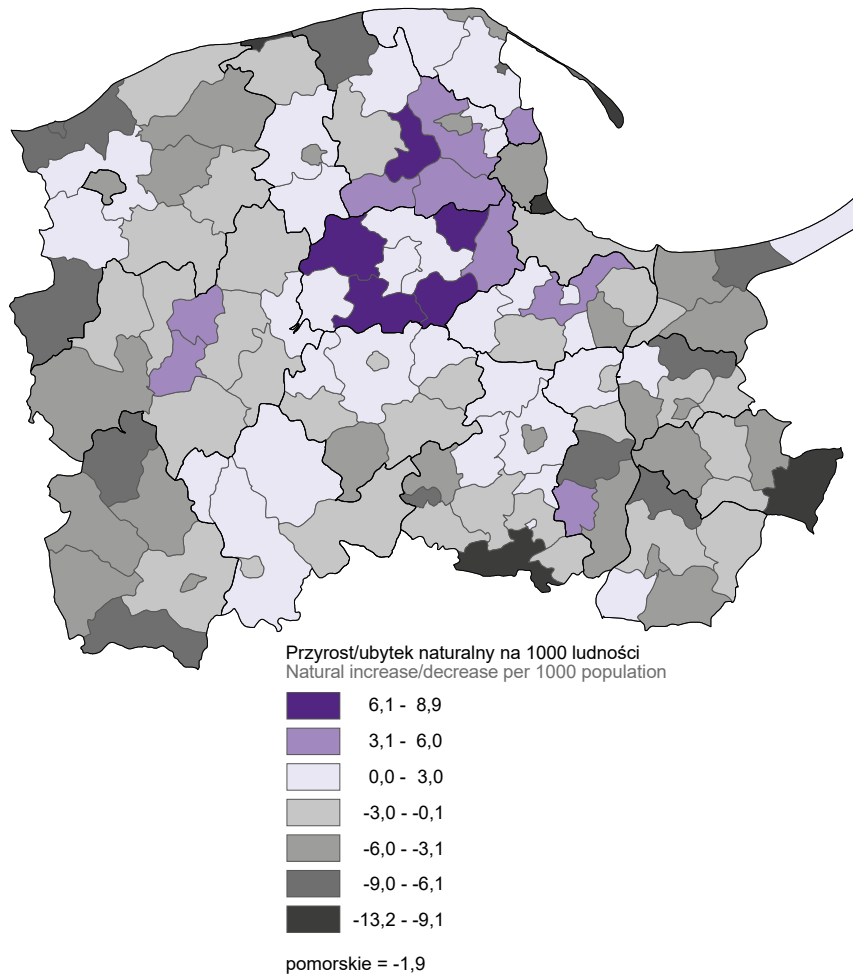 Przyrost/ubytek naturalny na 1000 ludności
Natural increase/decrease per 1000 population
6,1 - 8,9
3,1 - 6,0
0,0 - 3,0
-3,0 - -0,1
-6,0 - -3,1
-9,0 - -6,1
-13,2 - -9,1
pomorskie = -1,9